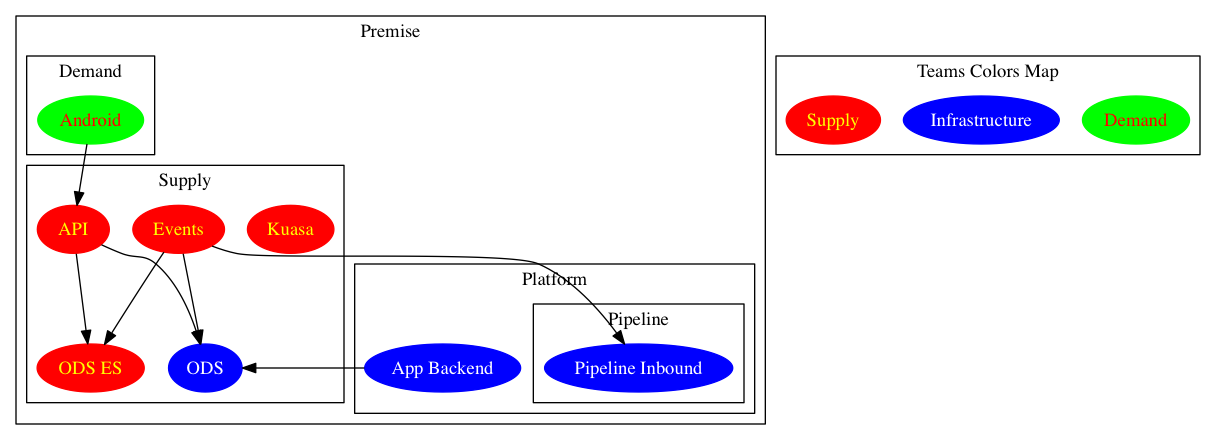 Premise
Demand
Android
Supply
API
Events
Kuasa
ODS ES
ODS
Platform
App Backend
Pipeline
Pipeline Inbound
Teams Colors Map
Supply
Infrastructure
Demand